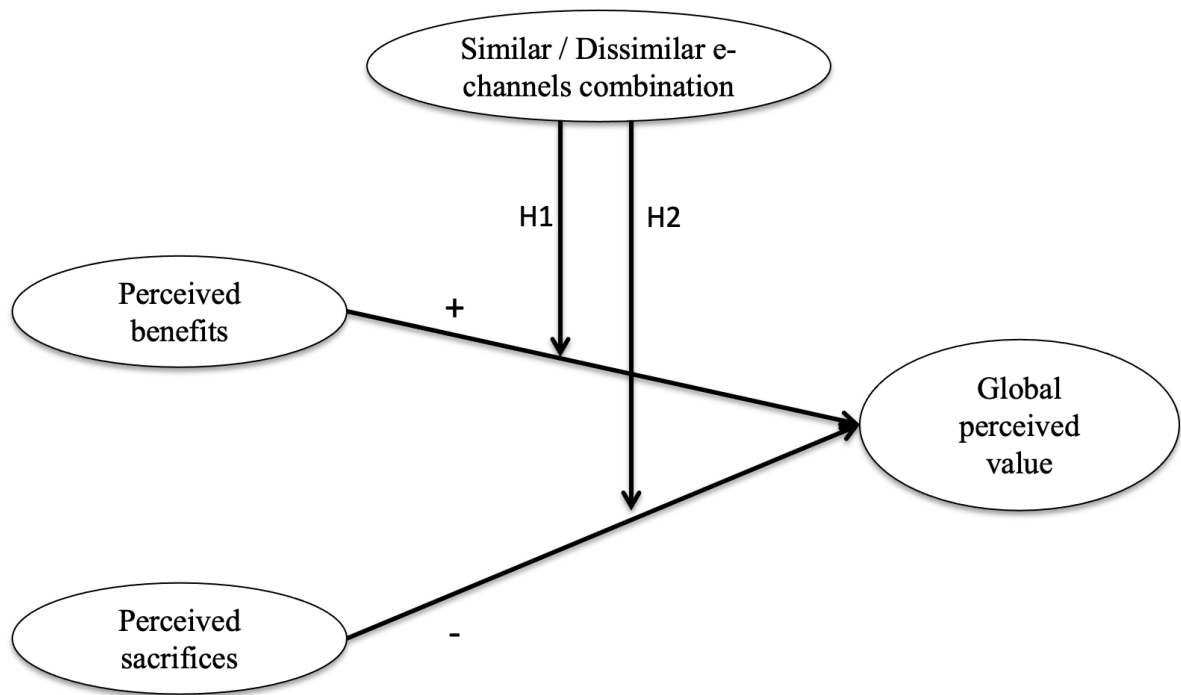 Similar / Dissimilar e-
channels combination
H1
H2
Perceived
benefits
+
Global
perceived
value
Perceived
sacrifices
-